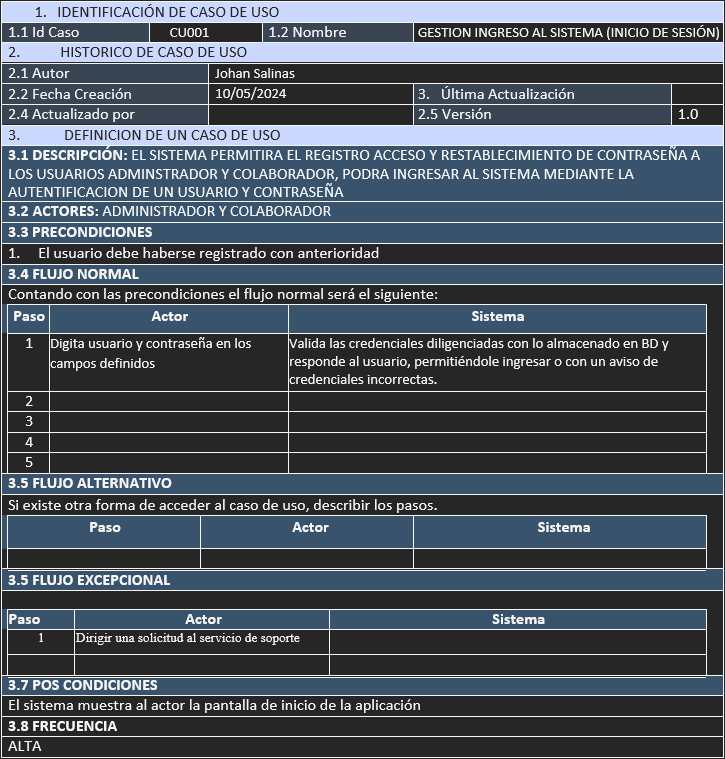 1. IDENTIFICACIÓN DE CASO DE USO
1.1 Id Caso CU001 1.2 Nombre GESTION INGRESO AL SISTEMA (INICIO DE SESIÓN)
2. HISTORICO DE CASO DE USO
2.1 Autor Johan Salinas
2.2 Fecha Creación 10/05/2024 3. Última Actualización
2.4 Actualizado por 2.5 Versión 1.0
3. DEFINICION DE UN CASO DE USO
3.1 DESCRIPCIÓN: EL SISTEMA PERMITIRA EL REGISTRO ACCESO Y RESTABLECIMIENTO DE CONTRASEÑA A
LOS USUARIOS ADMINSTRADOR Y COLABORADOR, PODRA INGRESAR AL SISTEMA MEDIANTE LA
AUTENTIFICACION DE UN USUARIO Y CONTRASEÑA
3.2 ACTORES: ADMINISTRADOR Y COLABORADOR
3.3 PRECONDICIONES
1. El usuario debe haberse registrado con anterioridad
3.4 FLUJO NORMAL
Contando con las precondiciones el flujo normal será el siguiente:
Paso Actor Sistema
1 Digita usuario y contraseña en los Valida las credenciales diligenciadas con lo almacenado en BD y
campos definidos responde al usuario, permitiéndole ingresar o con un aviso de
credenciales incorrectas.
2
3
4
5
3.5 FLUJO ALTERNATIVO
Si existe otra forma de acceder al caso de uso, describir los pasos.
Paso Actor Sistema
3.5 FLUJO EXCEPCIONAL
Paso Actor Sistema
1 Dirigir una solicitud al servicio de soporte
3.7 POS CONDICIONES
El sistema muestra al actor la pantalla de inicio de la aplicación
3.8 FRECUENCIA
ALTA